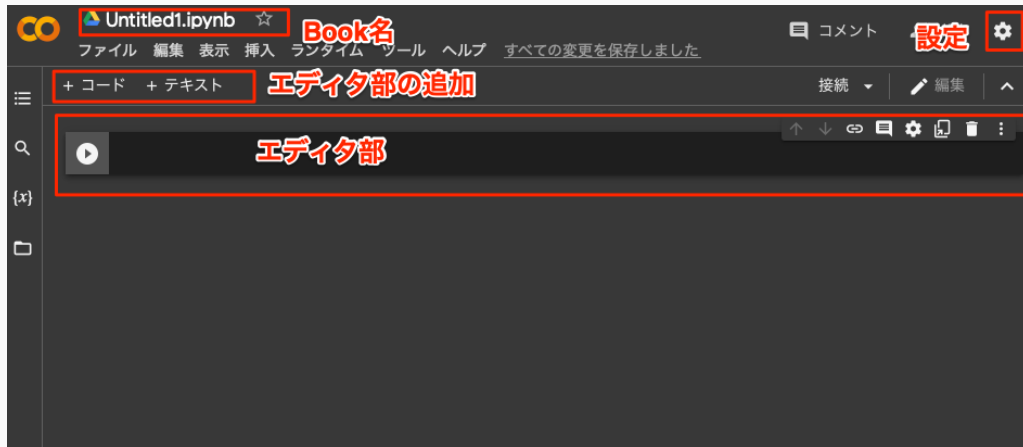 Untitled1.ipynb
Book名
コメント
設定
ファイル 編集 表示 挿入 ランタイム ツール ヘルプ すべての変更を保存しました
+ コード + テキスト
エディタ部の追加
接続
編集
エディタ部
{x}